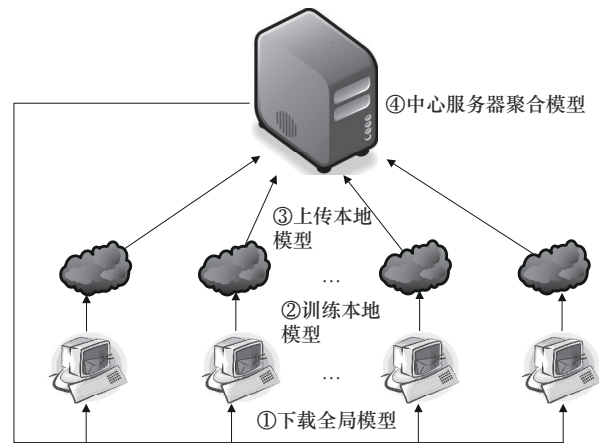 ④中心服务器聚合模型
③上传本地
模型
…
②训练本地
模型
…
①下载全局模型